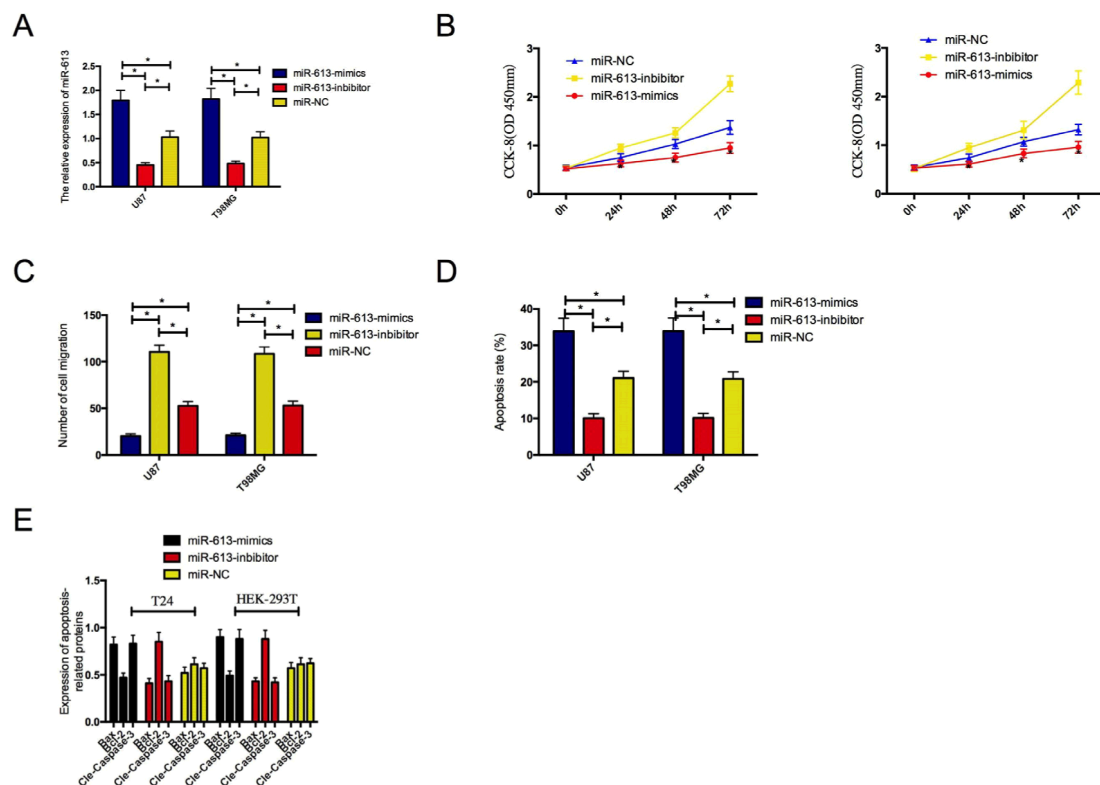 A
The relative expression of miR-613
2.5
2.0
1.5
1.0
0.5
0.0
* * *
* * *
U87
T98MG
miR-613-mimics
miR-613-inbibitor
miR-NC
B
CCK-8(OD 450mm)
3
2
1
0
miR-NC
miR-613-inbibitor
miR-613-mimics
* * *
0h 24h 48h 72h
CCK-8(OD 450mm)
3
2
1
0
miR-NC
miR-613-inbibitor
miR-613-mimics
* * *
0h 24h 48h 72h
C
Number of cell migration
150
100
50
0
* * *
* * *
U87
T98MG
miR-613-mimics
miR-613-inbibitor
miR-NC
D
Apoptosis rate (%)
50
40
30
20
10
0
* * *
* * *
U87
T98MG
miR-613-mimics
miR-613-inbibitor
miR-NC
E
miR-613-mimics
miR-613-inbibitor
miR-NC
Expression of apoptosis-
related proteins
1.5
1.0
0.5
0.0
T24
HEK-293T
Bax
Bcl-2
Cle-Caspase-3
Bax
Bcl-2
Cle-Caspase-3
Bax
Bcl-2
Cle-Caspase-3
Bax
Bcl-2
Cle-Caspase-3
Bax
Bcl-2
Cle-Caspase-3
Bax
Bcl-2
Cle-Caspase-3